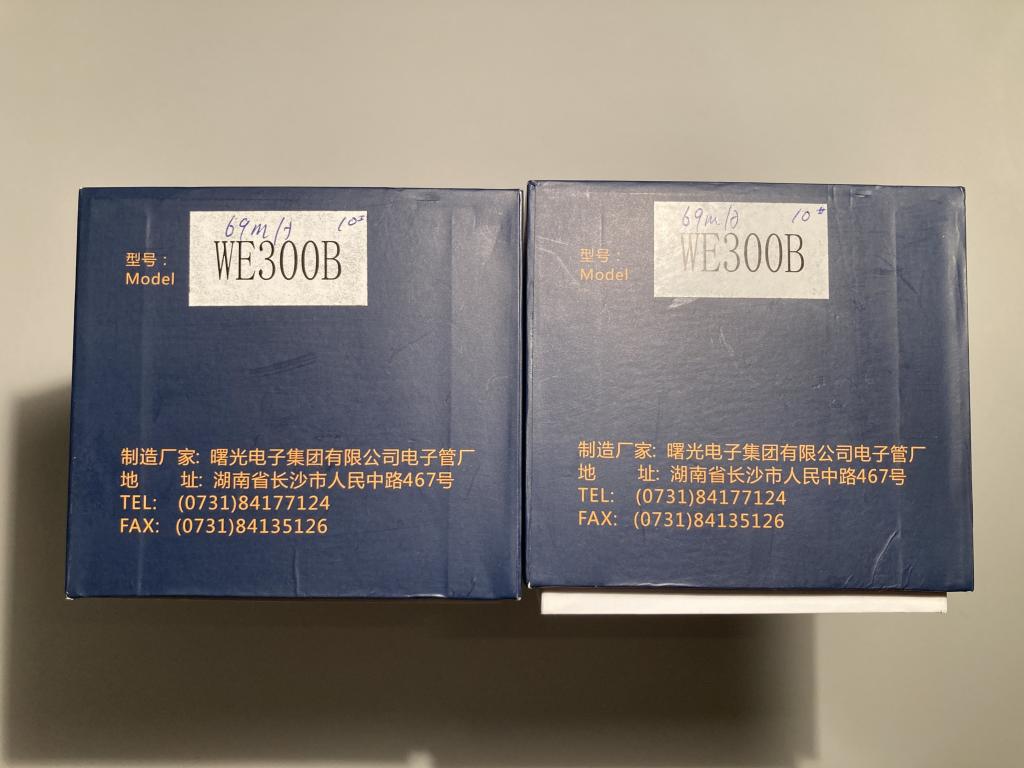 69m/A 10#
WE300B
型号：
Model
制造厂家: 曙光电子集团有限公司电子管厂
地 址: 湖南省长沙市人民中路467号
TEL: (0731)84177124
FAX: (0731)84135126
69m/A 10#
WE300B
型号：
Model
制造厂家: 曙光电子集团有限公司电子管厂
地 址: 湖南省长沙市人民中路467号
TEL: (0731)84177124
FAX: (0731)84135126